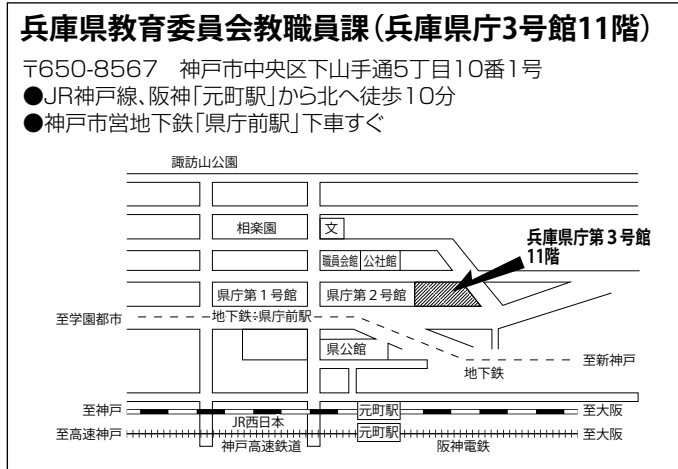 兵庫県教育委員会教職員課(兵庫県庁3号館11階)
〒650-8567　神戸市中央区下山手通5丁目10番1号
●JR神戸線、阪神「元町駅」から北へ徒歩10分
●神戸市営地下鉄「県庁前駅」下車すぐ
諏訪山公園
相楽園
文
兵庫県庁第３号館
11階
職員会館
公社館
県庁第１号館
県庁第２号館
至学園都市
地下鉄:県庁前駅
県公館
至新神戸
地下鉄
至神戸
元町駅
至大阪
JR西日本
至高速神戸
元町駅
至大阪
神戸高速鉄道
阪神電鉄